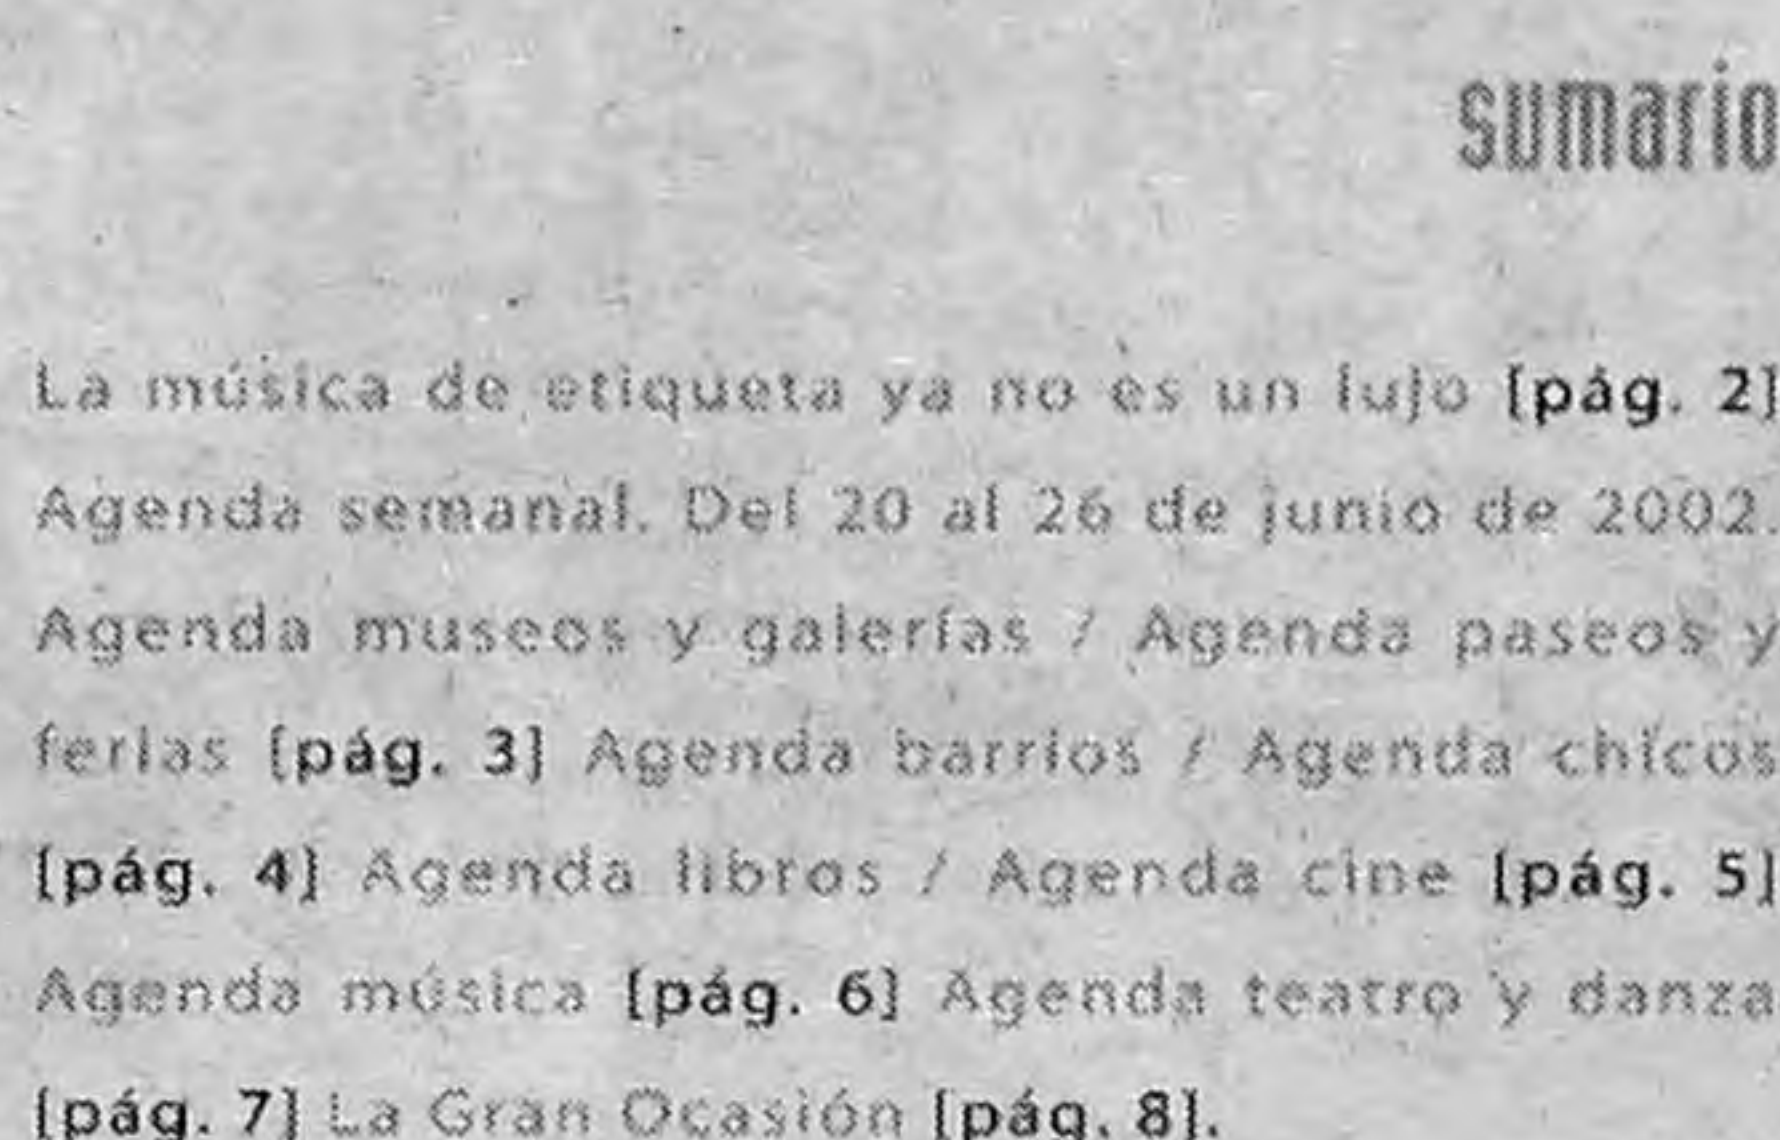 sumario
La música de etiqueta ya no es un lujo [pág. 2]
Agenda semanal. Del 20 al 26 de junio de 2002.
Agenda museos y galerías / Agenda paseos y
ferias [pág. 3] Agenda barrios / Agenda chicos
[pág. 4] Agenda libros / Agenda cine [pág. 5]
Agenda música [pág. 6] Agenda teatro y danza
[pág. 7] La Gran Ocasión [pág. 8].